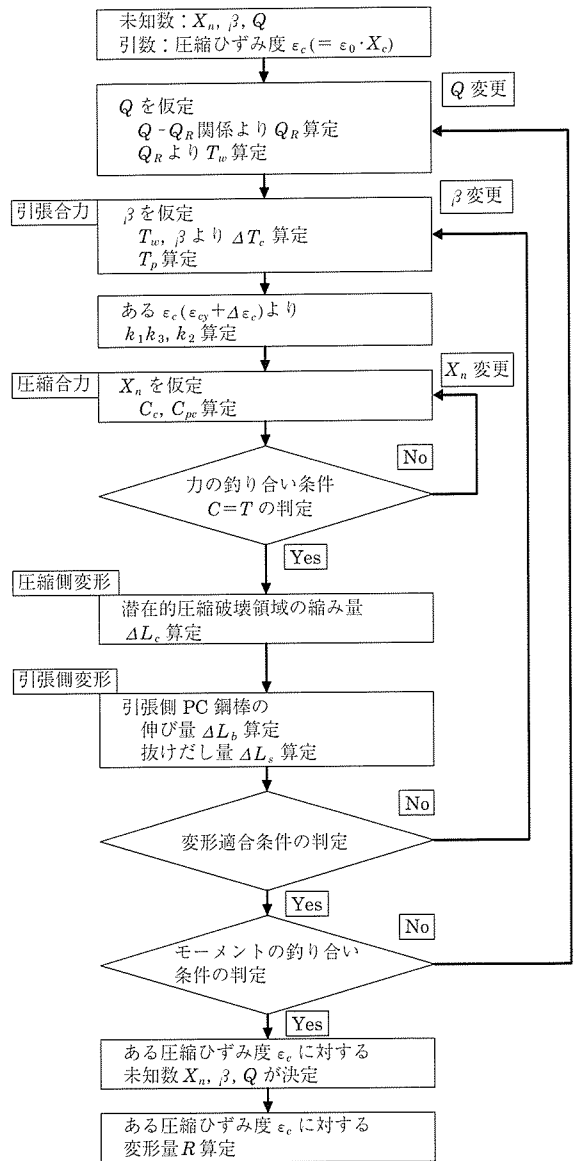 未知数：Xn, β, Q
引数：圧縮ひずみ度 εc(= ε0・Xc)
Q 変更
Q を仮定
Q -QR 関係より QR 算定
QR より Tw 算定
β 変更
引張合力
β を仮定
Tw, β より ΔTc 算定
Tp 算定
ある εc(εcy+Δεc)より
k1k3, k2 算定
Xn 変更
圧縮合力
Xn を仮定
Cc, Cpc 算定
No
力の釣り合い条件
C=T の判定
Yes
圧縮側変形
潜在的圧縮破壊領域の縮み量
ΔLc 算定
引張側変形
引張側 PC 鋼棒の
伸び量 ΔLb 算定
抜けだし量 ΔLs 算定
No
変形適合条件の判定
Yes
No
モーメントの釣り合い
条件の判定
Yes
ある圧縮ひずみ度 εc に対する
未知数 Xn, β, Q が決定
ある圧縮ひずみ度 εc に対する
変形量 R 算定